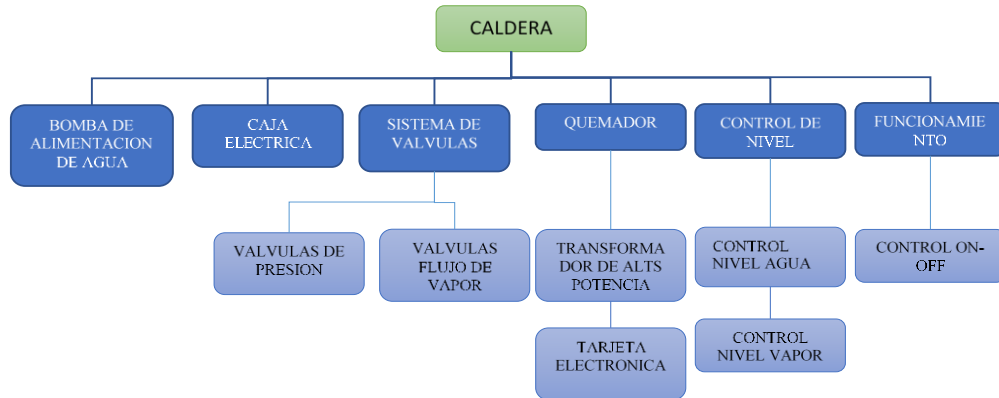 CALDERA
BOMBA DE
ALIMENTACION
DE AGUA
CAJA
ELECTRICA
SISTEMA DE
VALVULAS
QUEMADOR
CONTROL DE
NIVEL
FUNCIONAMIE
NTO
VALVULAS DE
PRESION
VALVULAS
FLUJO DE
VAPOR
TRANSFORMA
DOR DE ALTS
POTENCIA
CONTROL
NIVEL AGUA
CONTROL ON-
OFF
TARJETA
ELECTRONICA
CONTROL
NIVEL VAPOR